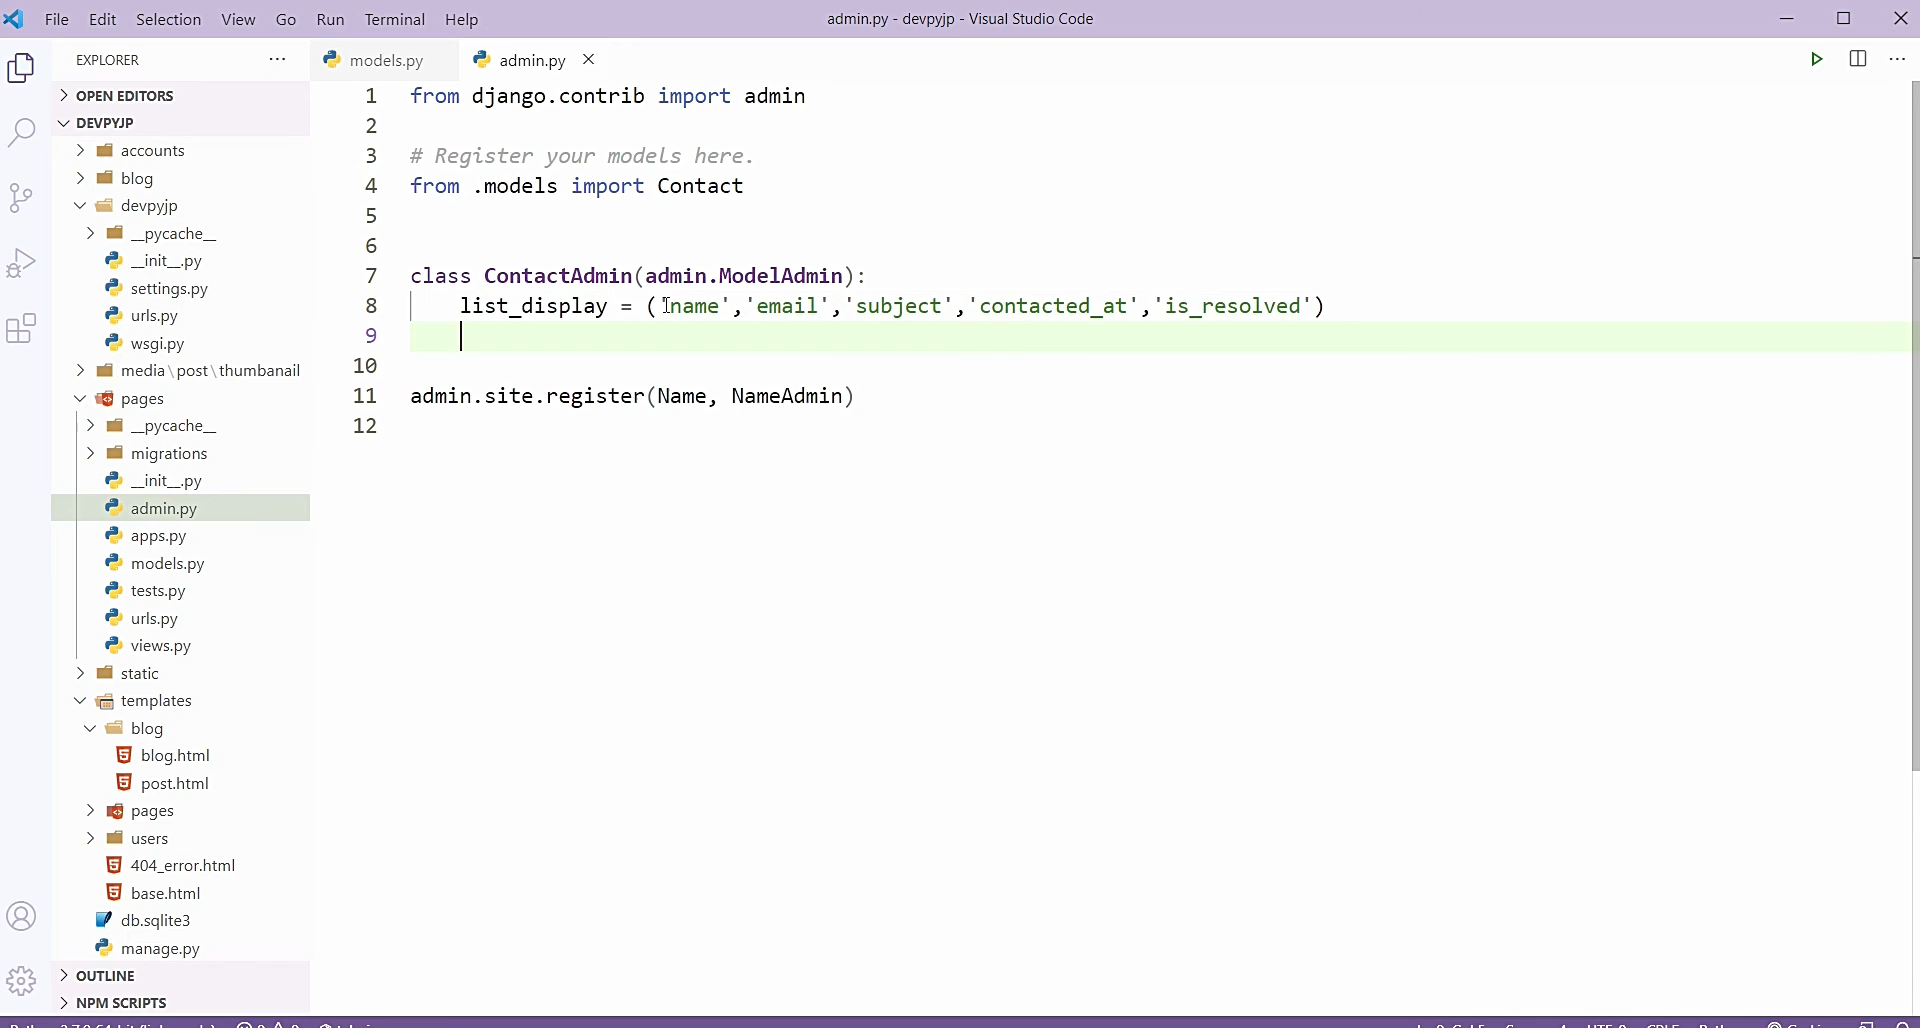 File Edit Selection View Go Run Terminal Help
admin.py - devpyjp - Visual Studio Code
EXPLORER
OPEN EDITORS
DEVPYJP
accounts
blog
devpyjp
__pycache__
__init__.py
settings.py
urls.py
wsgi.py
media\post\thumbanail
pages
__pycache__
migrations
__init__.py
admin.py
apps.py
models.py
tests.py
urls.py
views.py
static
templates
blog
blog.html
post.html
pages
users
404_error.html
base.html
db.sqlite3
manage.py
OUTLINE
NPM SCRIPTS
models.py
admin.py
1 from django.contrib import admin
2
3 # Register your models here.
4 from .models import Contact
5
6
7 class ContactAdmin(admin.ModelAdmin):
8 list_display = ('name','email','subject','contacted_at','is_resolved')
9
10
11 admin.site.register(Name, NameAdmin)
12